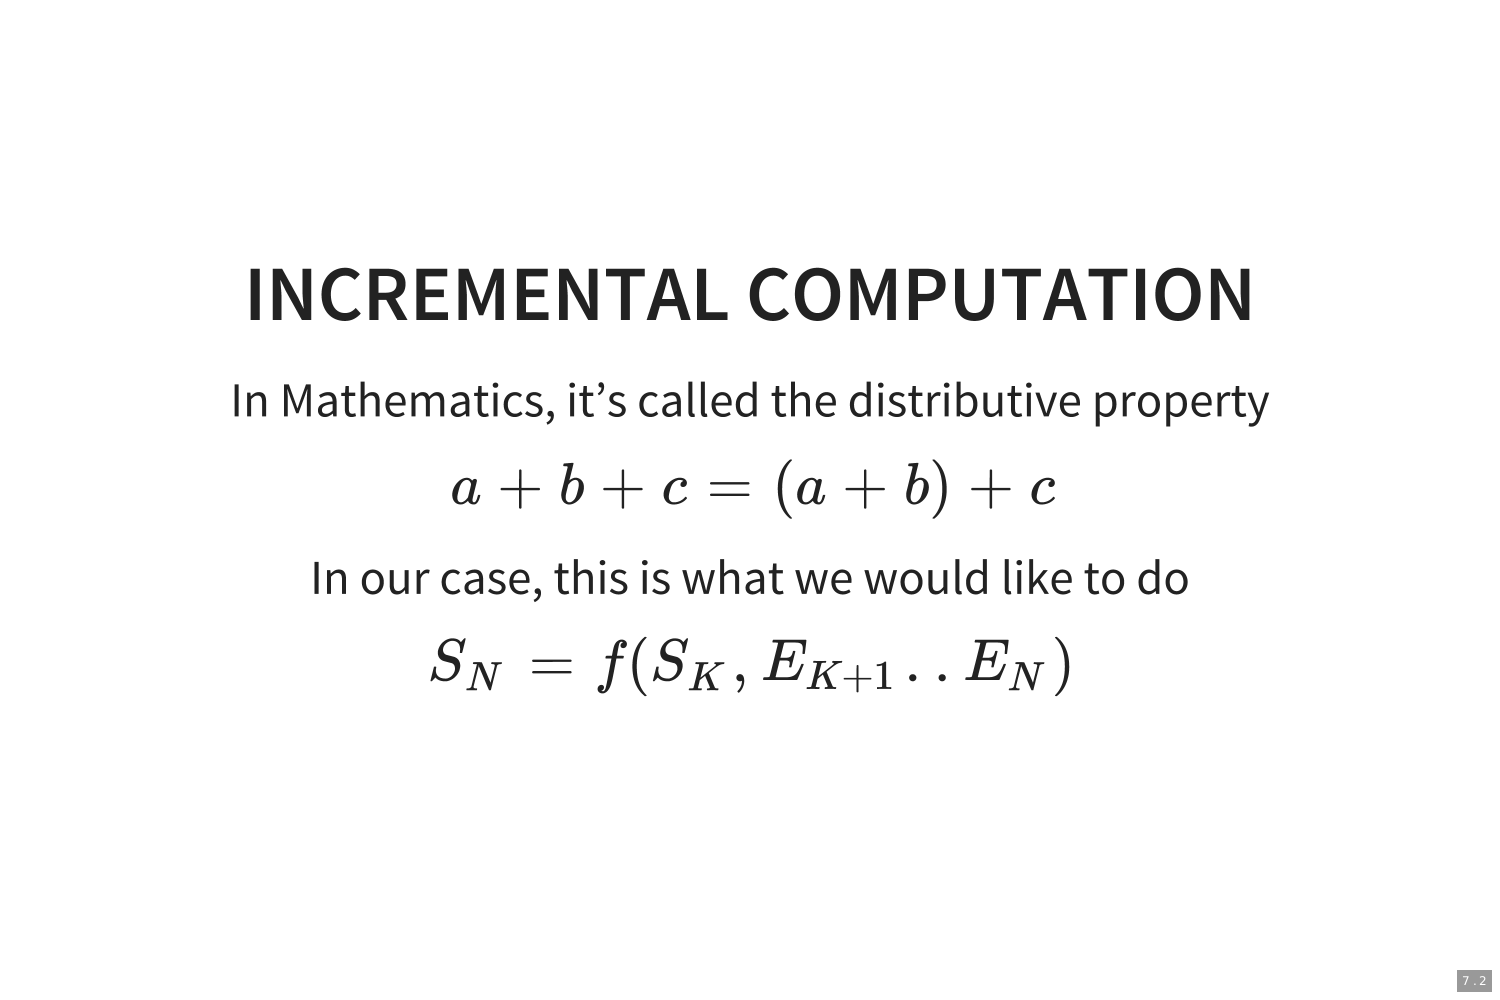 INCREMENTAL COMPUTATION
In Mathematics, it’s called the distributive property
a + b + c = (a + b) + c
In our case, this is what we would like to do
S_N = f(S_K, E_{K+1}..E_N)
7.2